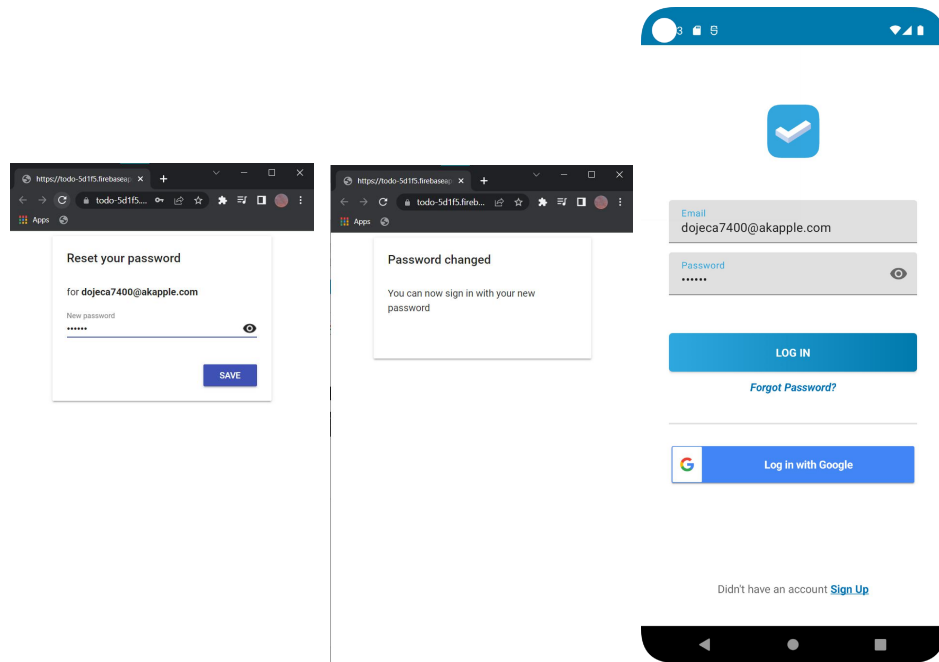 https://todo-5d1f5.firebaseap
todo-5d1f5....
Apps
Reset your password
for dojeca7400@akapple.com
New password
••••••
SAVE
https://todo-5d1f5.firebaseap
todo-5d1f5.fireb...
Apps
Password changed
You can now sign in with your new
password
3
Email
dojeca7400@akapple.com
Password
••••••
LOG IN
Forgot Password?
G
Log in with Google
Didn't have an account Sign Up